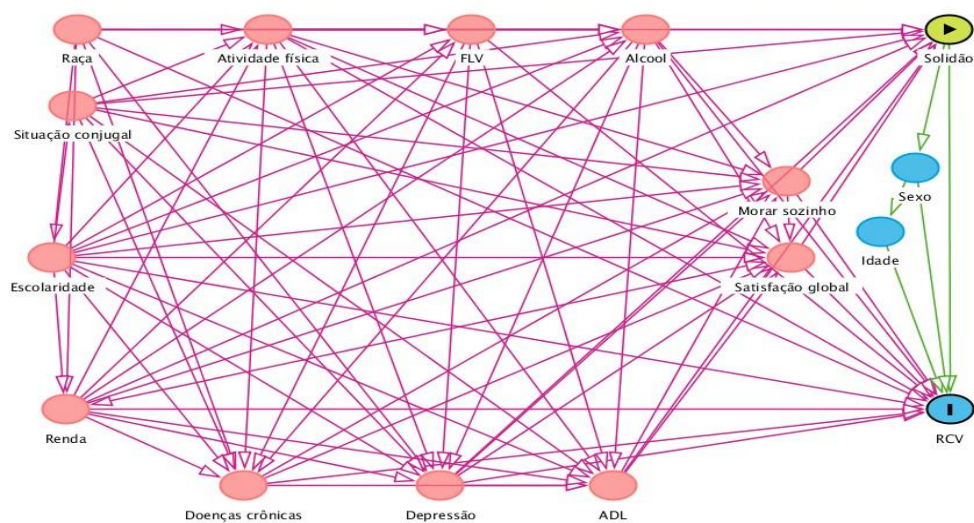 Raça
Atividade física
FLV
Alcool
Solidão
Situação conjugal
Morar sozinho
Sexo
Idade
Escolaridade
Satisfação global
Renda
RCV
Doenças crônicas
Depressão
ADL